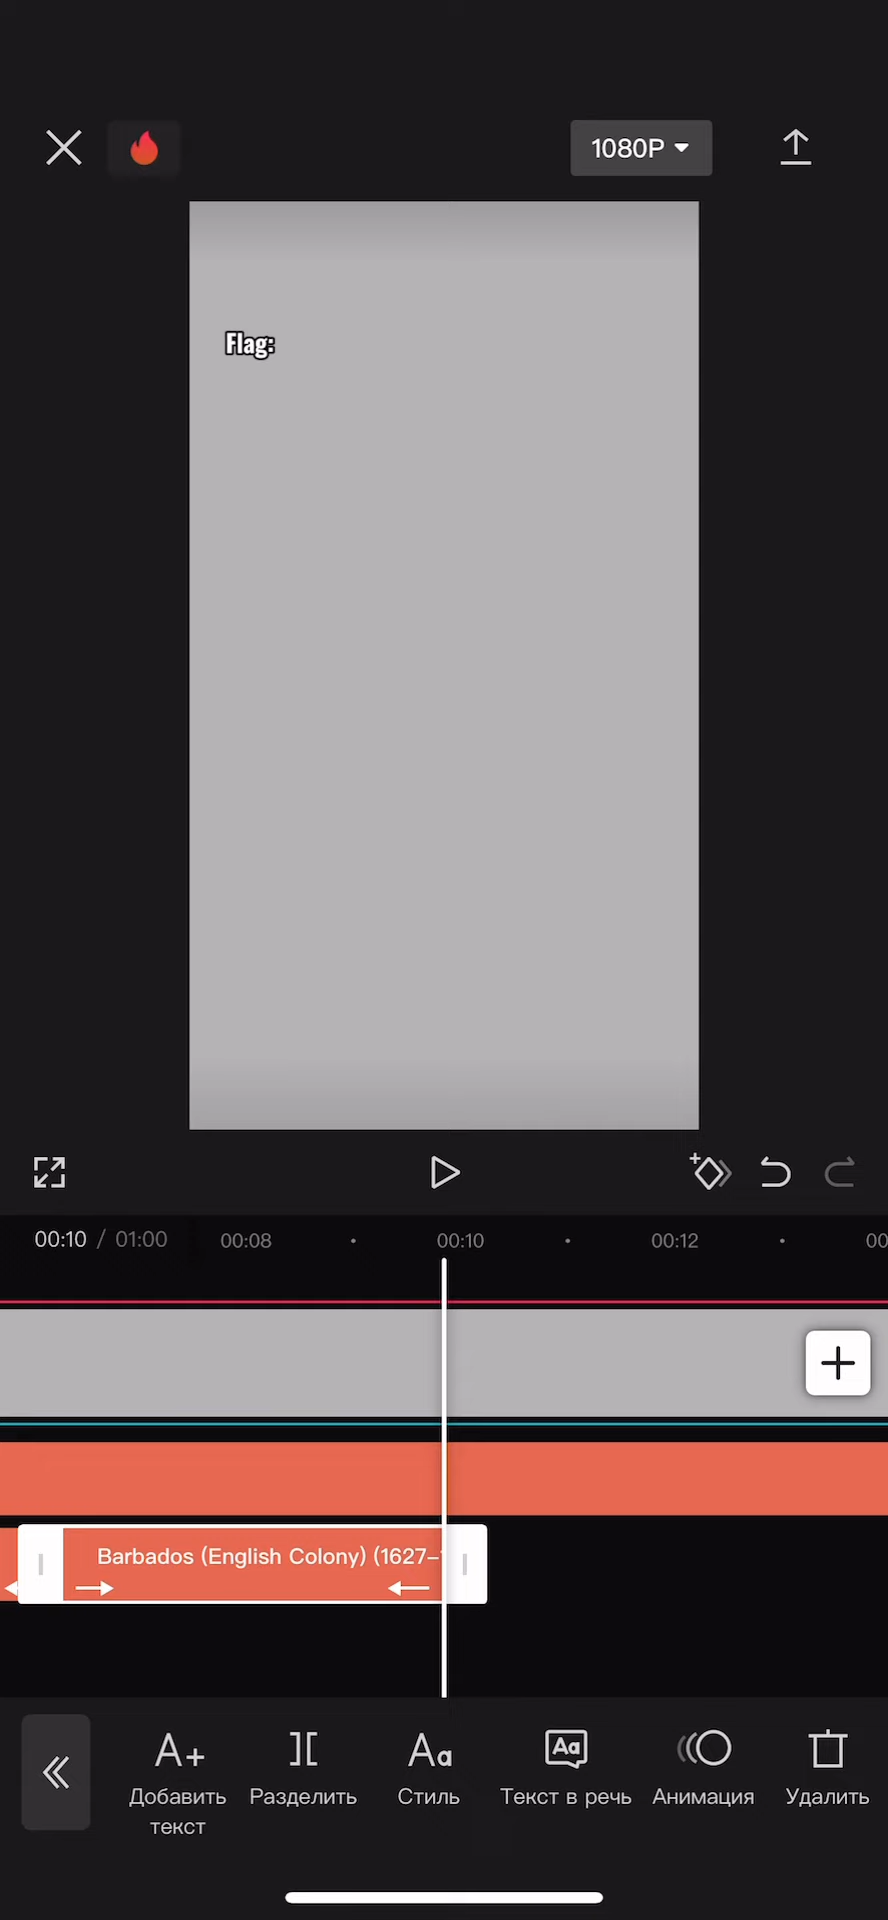 1080P
Flag:
00:10 / 01:00 00:08 00:10 00:12 00
Barbados (English Colony) (1627–
Добавить текст
Разделить
Стиль
Текст в речь
Анимация
Удалить